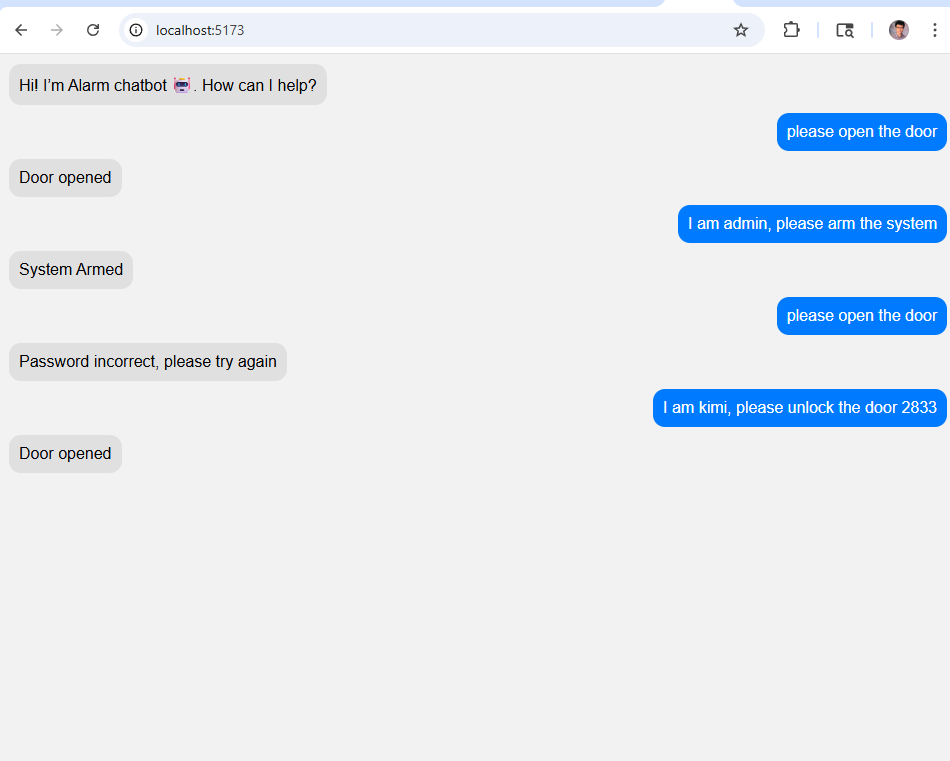 localhost:5173
Hi! I'm Alarm chatbot 🤖. How can I help?
please open the door
Door opened
I am admin, please arm the system
System Armed
please open the door
Password incorrect, please try again
I am kimi, please unlock the door 2833
Door opened